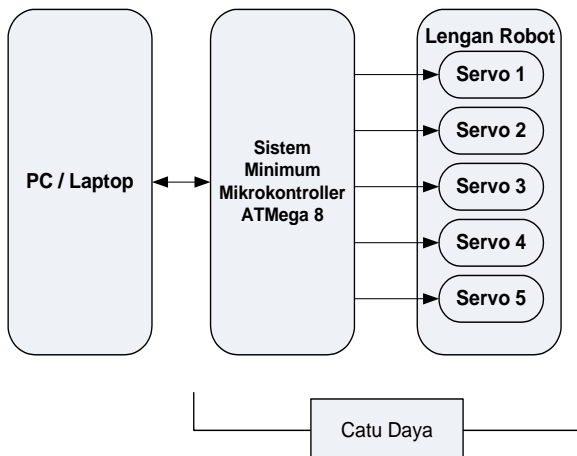 PC / Laptop
Sistem
Minimum
Mikrokontroller
ATMega 8
Lengan Robot
Servo 1
Servo 2
Servo 3
Servo 4
Servo 5
Catu Daya